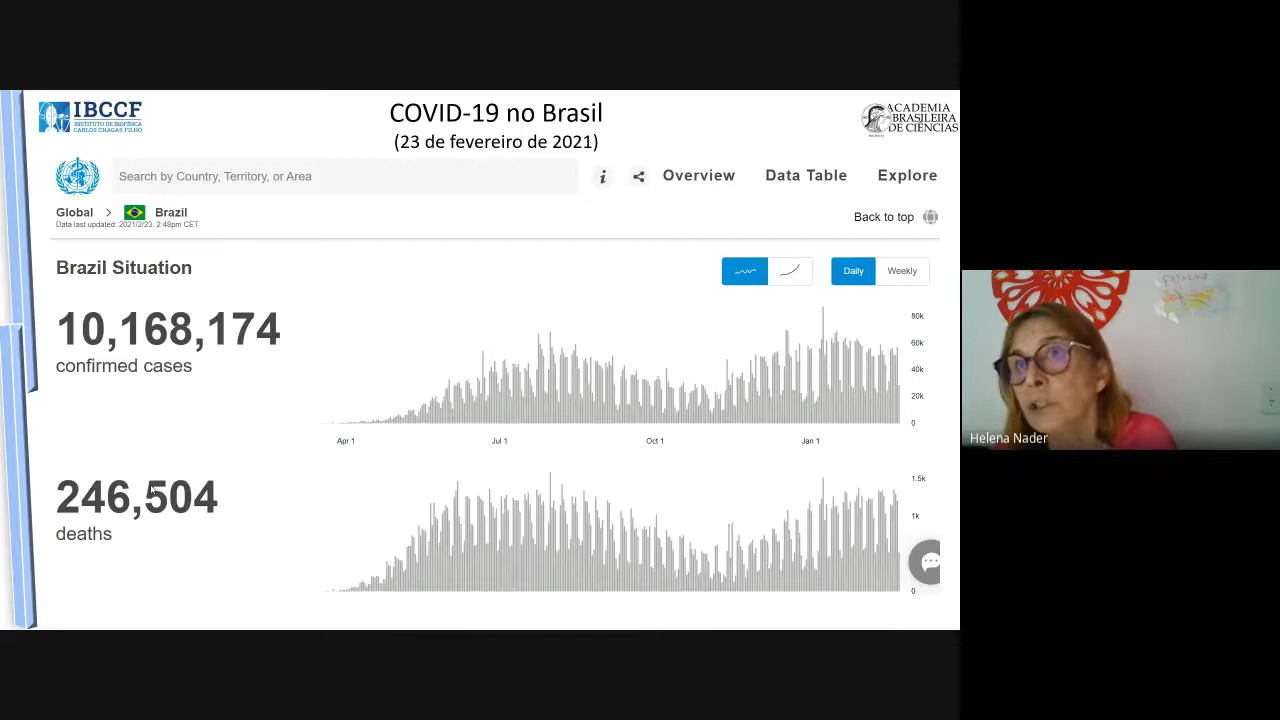 IBCCF
INSTITUTO DE BIOFÍSICA
CARLOS CHAGAS FILHO
COVID-19 no Brasil
(23 de fevereiro de 2021)
ACADEMIA
BRASILEIRA
DE CIÊNCIAS
Search by Country, Territory, or Area
i
Overview
Data Table
Explore
Global > Brazil
Data last updated: 2021/2/23, 2:48pm CET
Back to top
Brazil Situation
Daily
Weekly
10,168,174
confirmed cases
80k
60k
40k
20k
0
Apr 1
Jul 1
Oct 1
Jan 1
246,504
deaths
1.5k
1k
0
Helena Nader